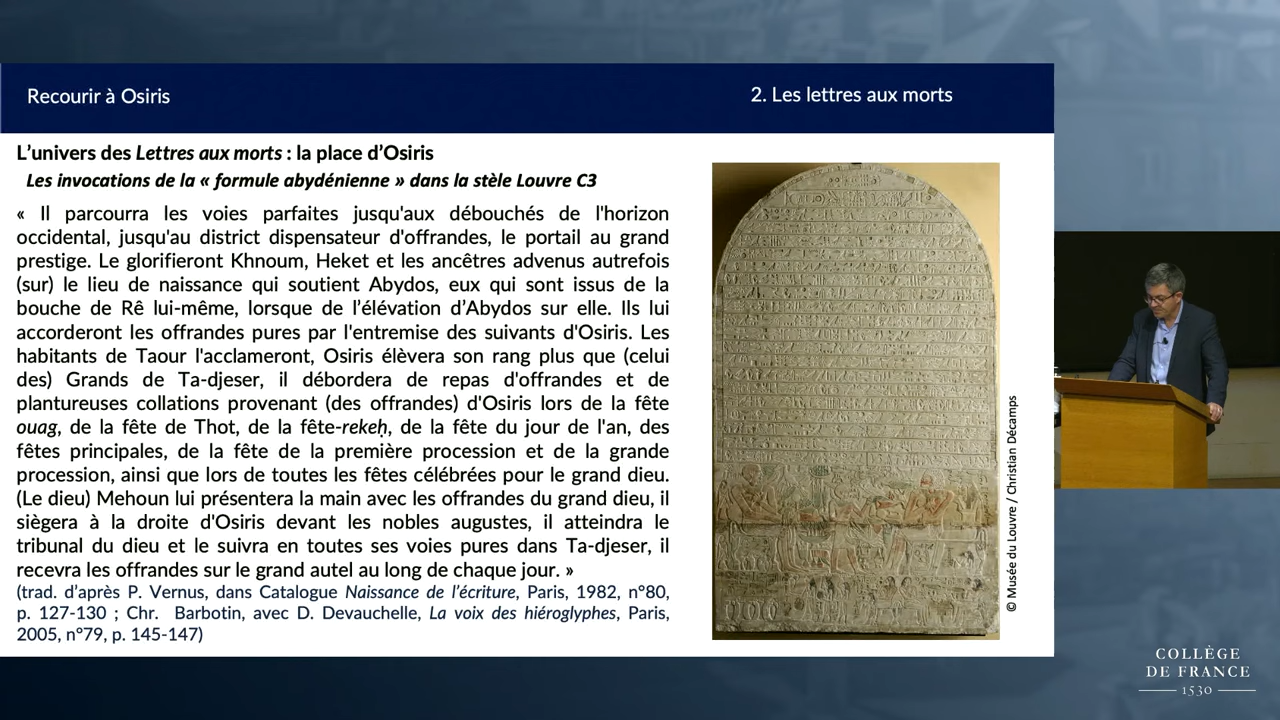 Recourir à Osiris
2. Les lettres aux morts
L'univers des Lettres aux morts : la place d'Osiris
Les invocations de la « formule abydénienne » dans la stèle Louvre C3
« Il parcourra les voies parfaites jusqu'aux débouchés de l'horizon
occidental, jusqu'au district dispensateur d'offrandes, le portail au grand
prestige. Le glorifieront Khnoum, Heket et les ancêtres advenus autrefois
(sur) le lieu de naissance qui soutient Abydos, eux qui sont issus de la
bouche de Rê lui-même, lorsque de l'élévation d'Abydos sur elle. Ils lui
accorderont les offrandes pures par l'entremise des suivants d'Osiris. Les
habitants de Taour l'acclameront, Osiris élèvera son rang plus que (celui
des) Grands de Ta-djeser, il débordera de repas d'offrandes et de
plantureuses collations provenant (des offrandes) d'Osiris lors de la fête
ouag, de la fête de Thot, de la fête-rekeḥ, de la fête du jour de l'an, des
fêtes principales, de la fête de la première procession et de la grande
procession, ainsi que lors de toutes les fêtes célébrées pour le grand dieu.
(Le dieu) Mehoun lui présentera la main avec les offrandes du grand dieu, il
siègera à la droite d'Osiris devant les nobles augustes, il atteindra le
tribunal du dieu et le suivra en toutes ses voies pures dans Ta-djeser, il
recevra les offrandes sur le grand autel au long de chaque jour. »
(trad. d'après P. Vernus, dans Catalogue Naissance de l'écriture, Paris, 1982, n°80,
p. 127-130 ; Chr. Barbotin, avec D. Devauchelle, La voix des hiéroglyphes, Paris,
2005, n°79, p. 145-147)
© Musée du Louvre / Christian Décamps
COLLÈGE
DE FRANCE
1530